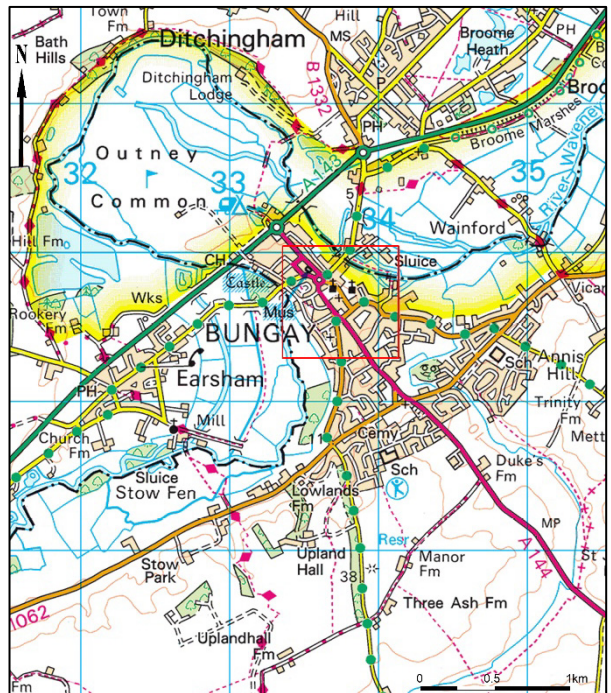 Town
Fm
Hill
PH
Bath
Hills
Ditchingham
MS
Broome
Heath
N
Ditchingham
Lodge
B 1332
P
PH
Broome Marshes
Outney
A143
32
33
35
Common
5
34
River Waveney
Wainford
Hill Fm
CH
Sluice
Castle
Wks
Mus
Vicar
Rookery
Fm
BUNGAY
Sch
Annis
Hill
PH
Earsham
Trinity
Fm
Mill
Church
Fm
11
Cemy
Mett
Sluice
Sch
Duke's
Fm
Stow Fen
Lowlands
Fm
MP
Upland
Hall
Resr
A 144
St
Stow
Park
Manor
Fm
38
1062
Three Ash Fm
Uplandhall
Fm
Fm
0 0.5 1km